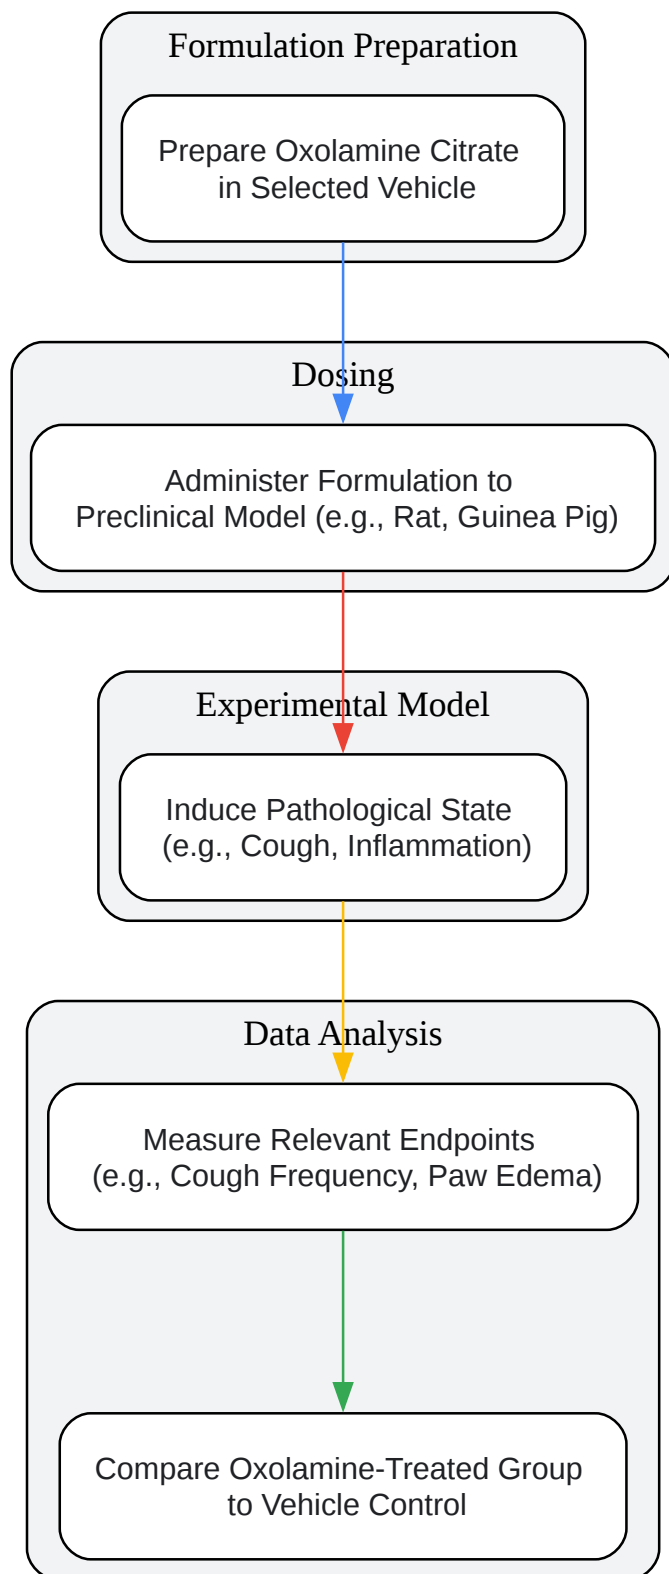 Formulation Preparation
Prepare Oxolamine Citrate
in Selected Vehicle
Dosing
Administer Formulation to
Preclinical Model (e.g., Rat, Guinea Pig)
Experimental Model
Induce Pathological State
(e.g., Cough, Inflammation)
Data Analysis
Measure Relevant Endpoints
(e.g., Cough Frequency, Paw Edema)
Compare Oxolamine-Treated Group
to Vehicle Control